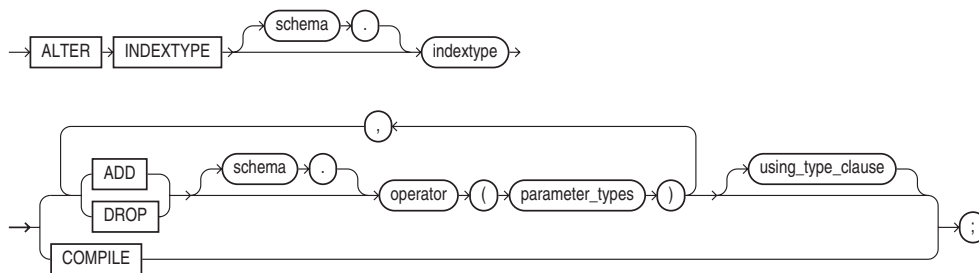 schema .
ALTER INDEXTYPE indextype
,
ADD schema . using_type_clause
DROP operator ( parameter_types )
COMPILE ;